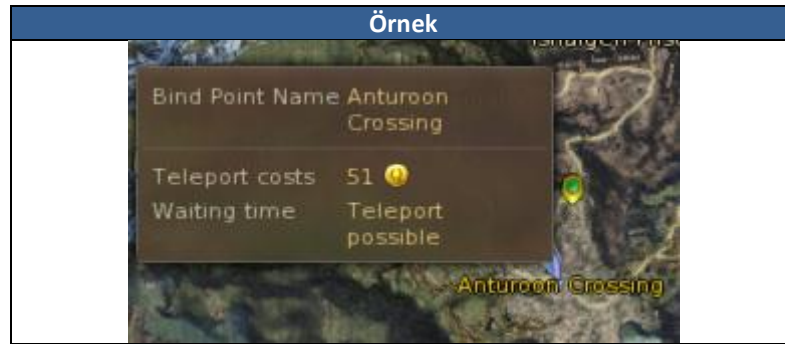 Örnek
Bind Point Name Anturoon
Crossing
Teleport costs 51
Waiting time Teleport
possible
Anturoon Crossing